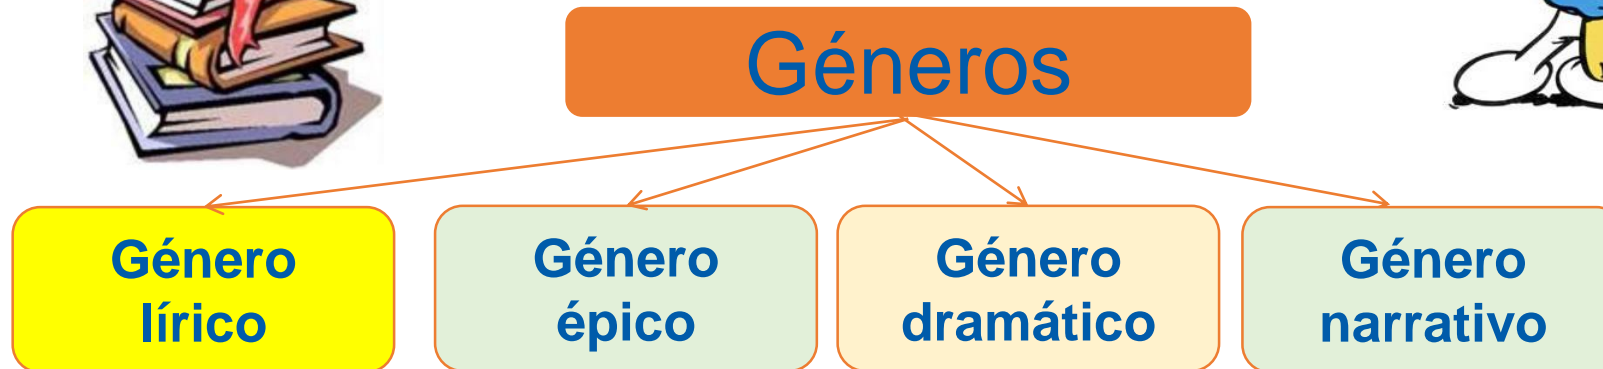 Géneros
Género
lírico
Género
épico
Género
dramático
Género
narrativo